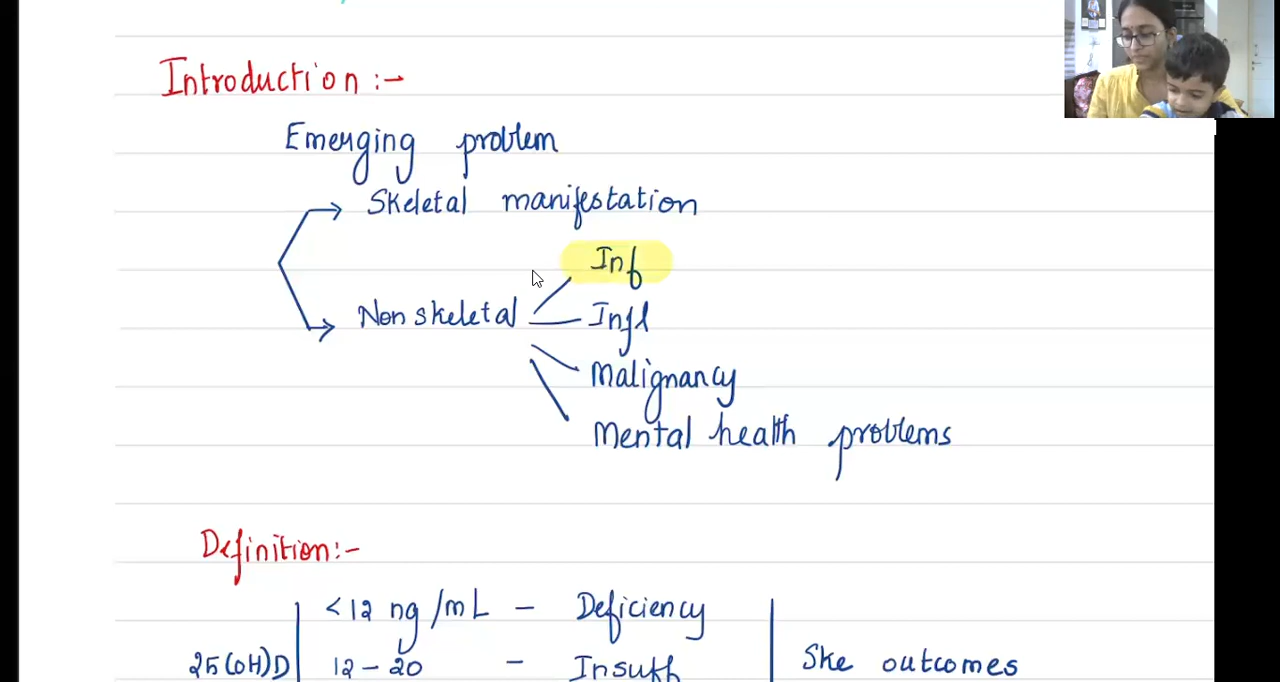 Introduction :-
Emerging problem
Skeletal manifestation
Inf
Non skeletal
Infl
Malignancy
Mental health problems
Definition:-
<12 ng/mL - Deficiency
25(OH)D 12-20 - Insuff Ske outcomes